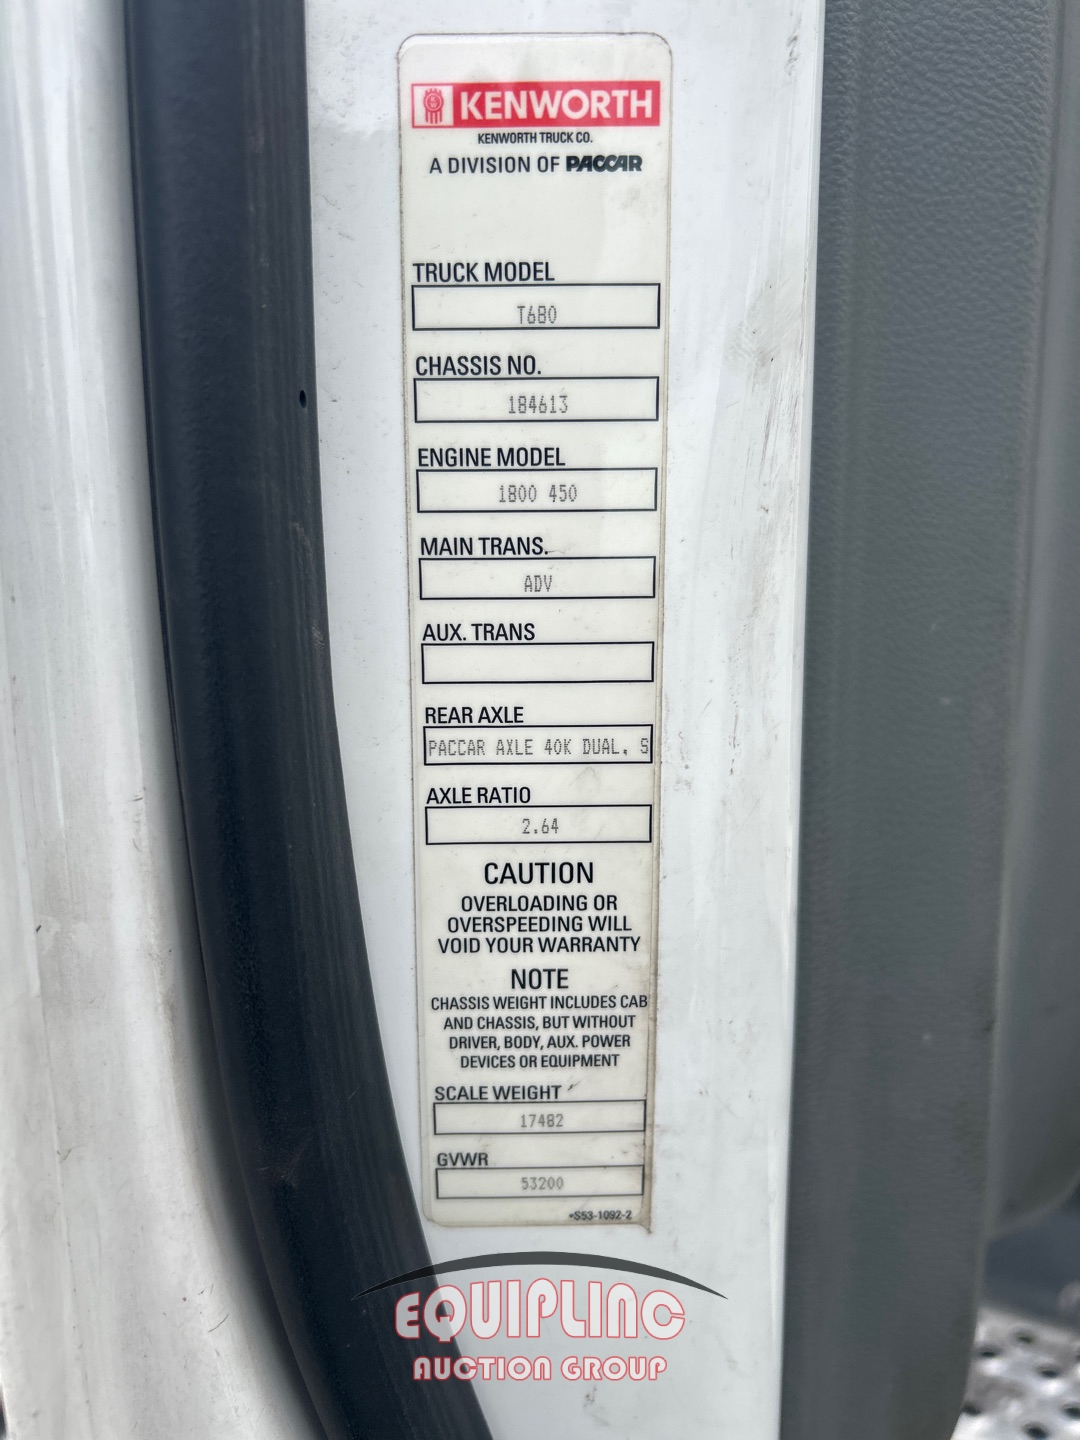 KENWORTH
KENWORTH TRUCK CO.
A DIVISION OF PACCAR
TRUCK MODEL
T680
CHASSIS NO.
184613
ENGINE MODEL
1800 450
MAIN TRANS.
ADV
AUX. TRANS
REAR AXLE
PACCAR AXLE 40K DUAL, S
AXLE RATIO
2.64
CAUTION
OVERLOADING OR
OVERSPEEDING WILL
VOID YOUR WARRANTY
NOTE
CHASSIS WEIGHT INCLUDES CAB
AND CHASSIS, BUT WITHOUT
DRIVER, BODY, AUX. POWER
DEVICES OR EQUIPMENT
SCALE WEIGHT
17482
GVWR
53200
•S53-1092-2
EQUIPLINC
AUCTION GROUP